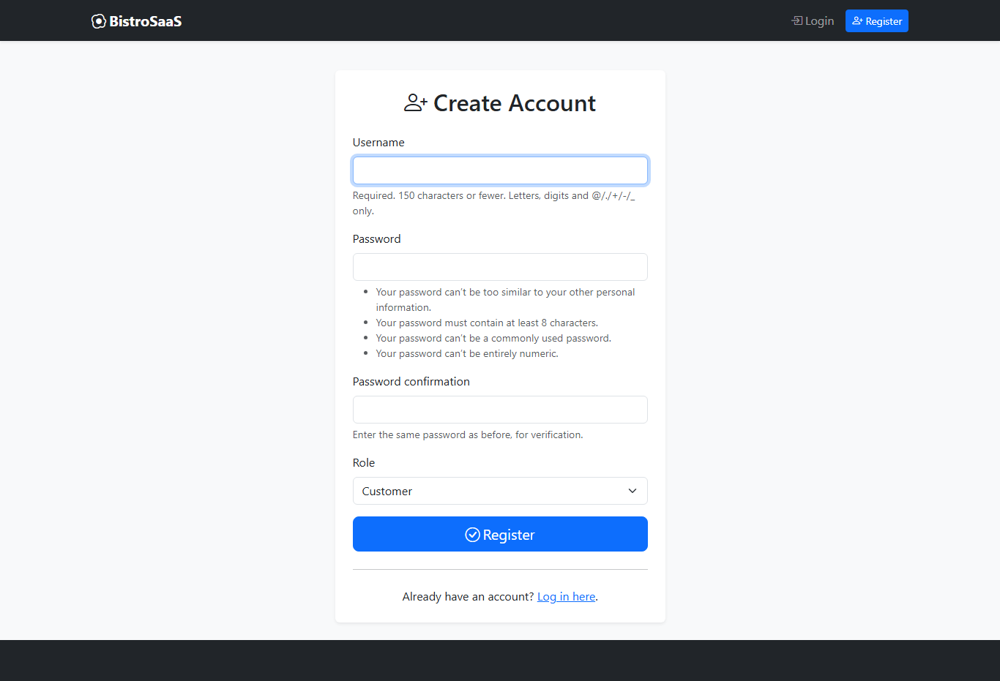 BistroSaaS
Login
Register
Create Account
Username
Required. 150 characters or fewer. Letters, digits and @/./+/-/_
only.
Password
Your password can't be too similar to your other personal
information.
Your password must contain at least 8 characters.
Your password can't be a commonly used password.
Your password can't be entirely numeric.
Password confirmation
Enter the same password as before, for verification.
Role
Customer
Register
Already have an account? Log in here.